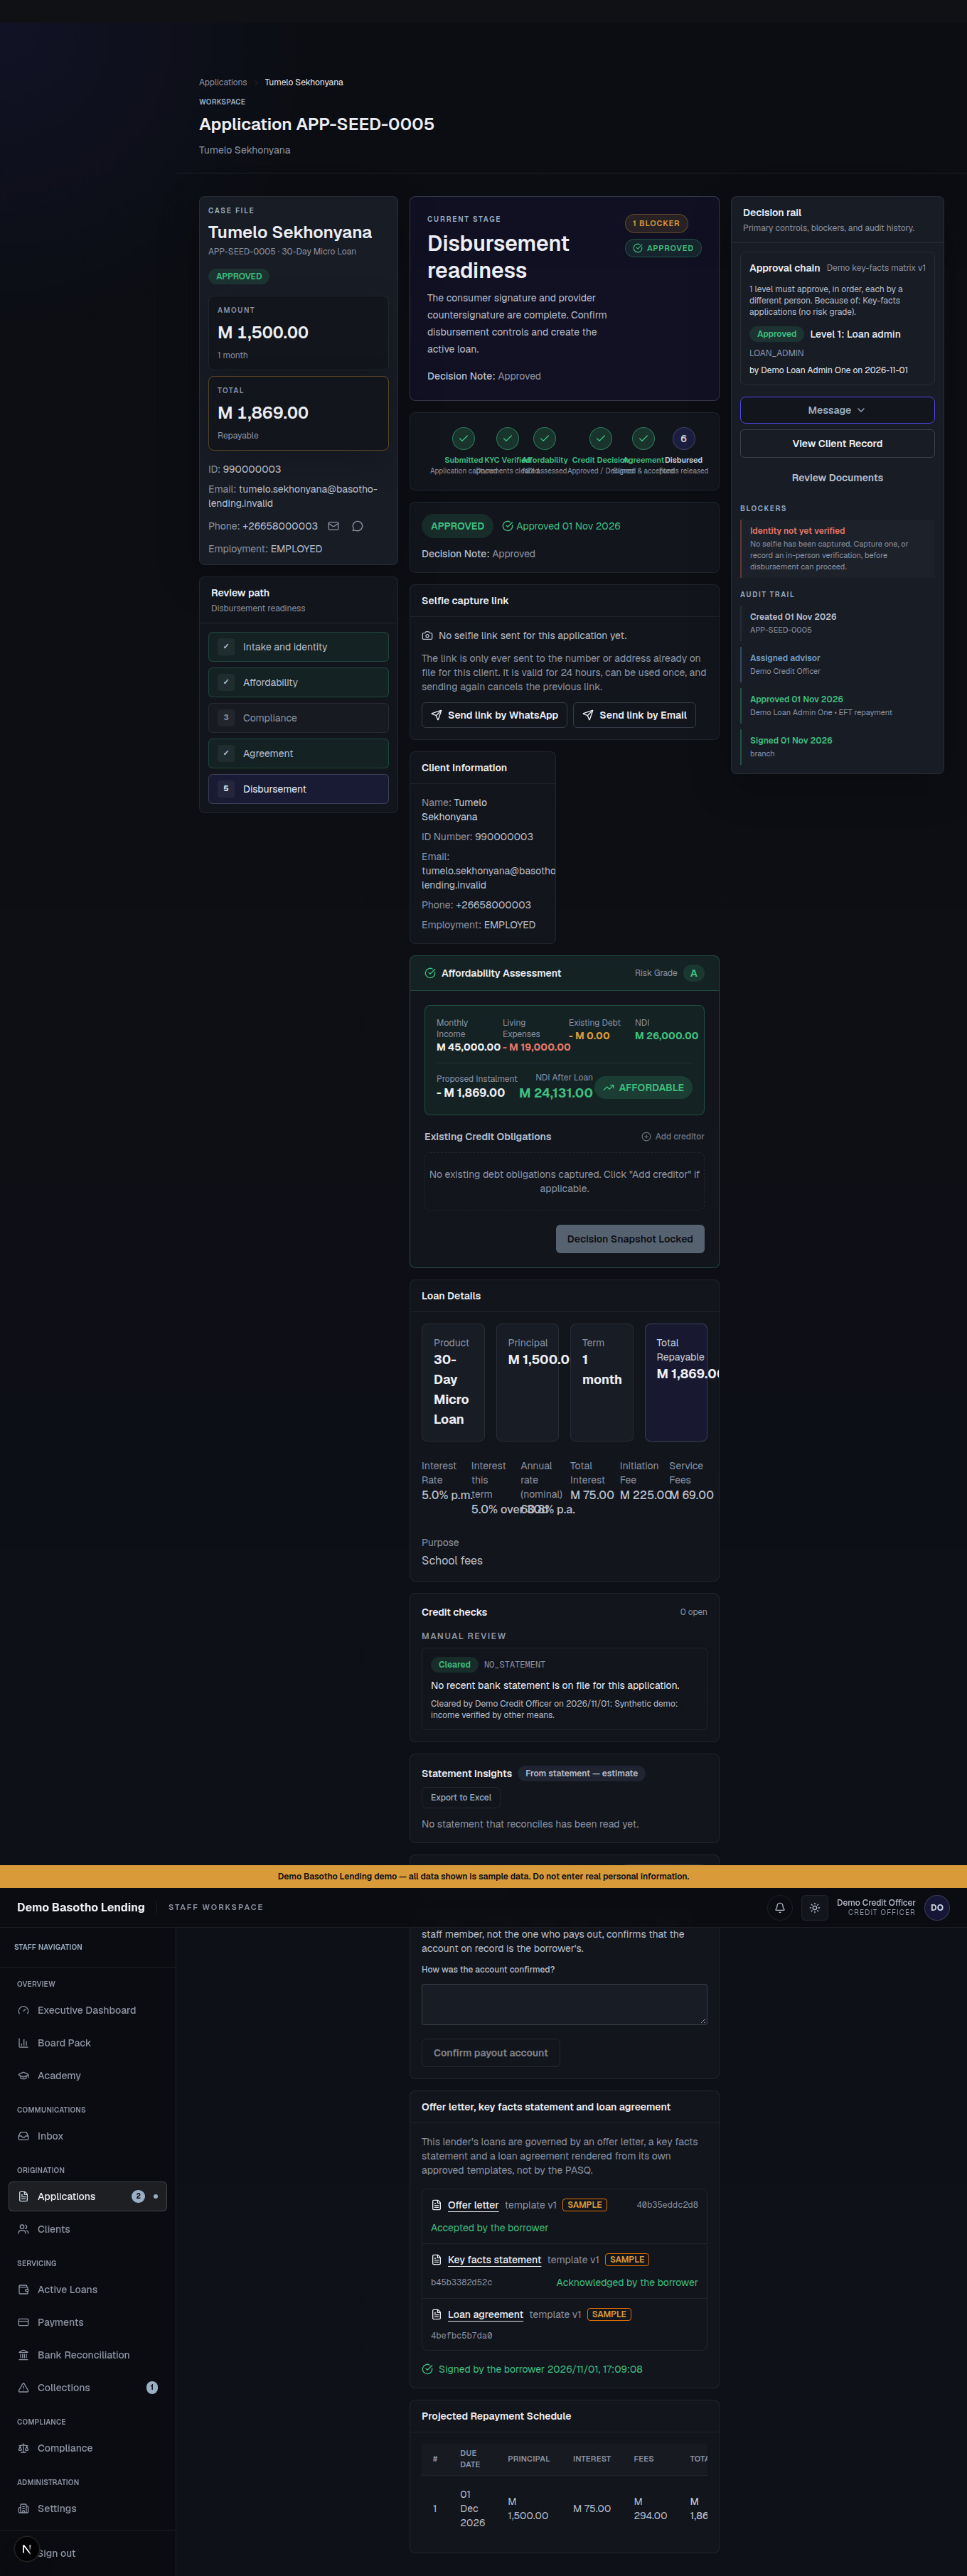 Applications
Tumelo Sekhonyana
WORKSPACE
Application APP-SEED-0005
Tumelo Sekhonyana
CASE FILE
Tumelo Sekhonyana
APP-SEED-0005 · 30-Day Micro Loan
APPROVED
AMOUNT
M 1,500.00
1 month
TOTAL
M 1,869.00
Repayable
ID: 990000003
Email: tumelo.sekhonyana@basotho-
lending.invalid
Phone: +26658000003
Employment: EMPLOYED
Review path
Disbursement readiness
✓ Intake and identity
✓ Affordability
3 Compliance
✓ Agreement
5 Disbursement
CURRENT STAGE
1 BLOCKER
APPROVED
Disbursement
readiness
The consumer signature and provider
countersignature are complete. Confirm
disbursement controls and create the
active loan.
Decision Note: Approved
6
Submitted KYC Verified Affordability Credit Decision Agreement Disbursed
Application captured Documents cleared NDI assessed Approved / Declined Signed & accepted Funds released
APPROVED
Approved 01 Nov 2026
Decision Note: Approved
Selfie capture link
No selfie link sent for this application yet.
The link is only ever sent to the number or address already on
file for this client. It is valid for 24 hours, can be used once, and
sending again cancels the previous link.
Send link by WhatsApp
Send link by Email
Client Information
Name: Tumelo
Sekhonyana
ID Number: 990000003
Email:
tumelo.sekhonyana@basotho
lending.invalid
Phone: +26658000003
Employment: EMPLOYED
Affordability Assessment
Risk Grade A
Monthly
Income
M 45,000.00
Living
Expenses
- M 19,000.00
Existing Debt
- M 0.00
NDI
M 26,000.00
Proposed Instalment
- M 1,869.00
NDI After Loan
M 24,131.00
AFFORDABLE
Existing Credit Obligations
Add creditor
No existing debt obligations captured. Click "Add creditor" if
applicable.
Decision Snapshot Locked
Loan Details
Product
30-
Day
Micro
Loan
Principal
M 1,500.0
Term
1
month
Total
Repayable
M 1,869.0
Interest
Rate
5.0% p.m.
Interest
this
term
5.0% over
Annual
rate
(nominal)
% p.a.
Total
Interest
M 75.00
Initiation
Fee
M 225.00
Service
Fees
M 69.00
Purpose
School fees
Credit checks
0 open
MANUAL REVIEW
Cleared NO_STATEMENT
No recent bank statement is on file for this application.
Cleared by Demo Credit Officer on 2026/11/01: Synthetic demo:
income verified by other means.
Statement Insights
From statement — estimate
Export to Excel
No statement that reconciles has been read yet.
Decision rail
Primary controls, blockers, and audit history.
Approval chain
Demo key-facts matrix v1
1 level must approve, in order, each by a
different person. Because of: Key-facts
applications (no risk grade).
Approved Level 1: Loan admin
LOAN_ADMIN
by Demo Loan Admin One on 2026-11-01
Message
View Client Record
Review Documents
BLOCKERS
Identity not yet verified
No selfie has been captured. Capture one, or
record an in-person verification, before
disbursement can proceed.
AUDIT TRAIL
Created 01 Nov 2026
APP-SEED-0005
Assigned advisor
Demo Credit Officer
Approved 01 Nov 2026
Demo Loan Admin One • EFT repayment
Signed 01 Nov 2026
branch
Demo Basotho Lending demo — all data shown is sample data. Do not enter real personal information.
Demo Basotho Lending
STAFF WORKSPACE
Demo Credit Officer
CREDIT OFFICER
DO
STAFF NAVIGATION
OVERVIEW
Executive Dashboard
Board Pack
Academy
COMMUNICATIONS
Inbox
ORIGINATION
Applications 2
Clients
SERVICING
Active Loans
Payments
Bank Reconciliation
Collections 1
COMPLIANCE
Compliance
ADMINISTRATION
Settings
N
Sign out
staff member, not the one who pays out, confirms that the
account on record is the borrower's.
How was the account confirmed?
Confirm payout account
Offer letter, key facts statement and loan agreement
This lender's loans are governed by an offer letter, a key facts
statement and a loan agreement rendered from its own
approved templates, not by the PASQ.
Offer letter template v1 SAMPLE 40b35eddc2d8
Accepted by the borrower
Key facts statement template v1 SAMPLE
b45b3382d52c Acknowledged by the borrower
Loan agreement template v1 SAMPLE
4befbc5b7da0
Signed by the borrower 2026/11/01, 17:09:08
Projected Repayment Schedule
# DUE DATE PRINCIPAL INTEREST FEES TOTA
1
01
Dec
2026
M
1,500.00
M 75.00
M
294.00
M
1,86